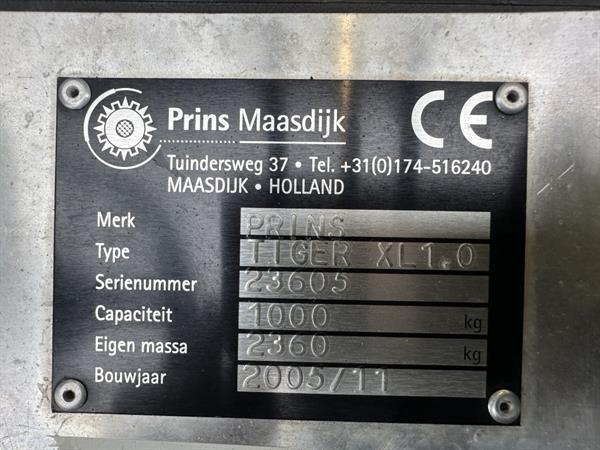 Prins Maasdijk CE
Tuindersweg 37 • Tel. +31(0)174-516240
MAASDIJK • HOLLAND
Merk PRINS
Type TIGER XL1.0
Serienummer 23605
Capaciteit 1000 kg
Eigen massa 2360 kg
Bouwjaar 2005/11